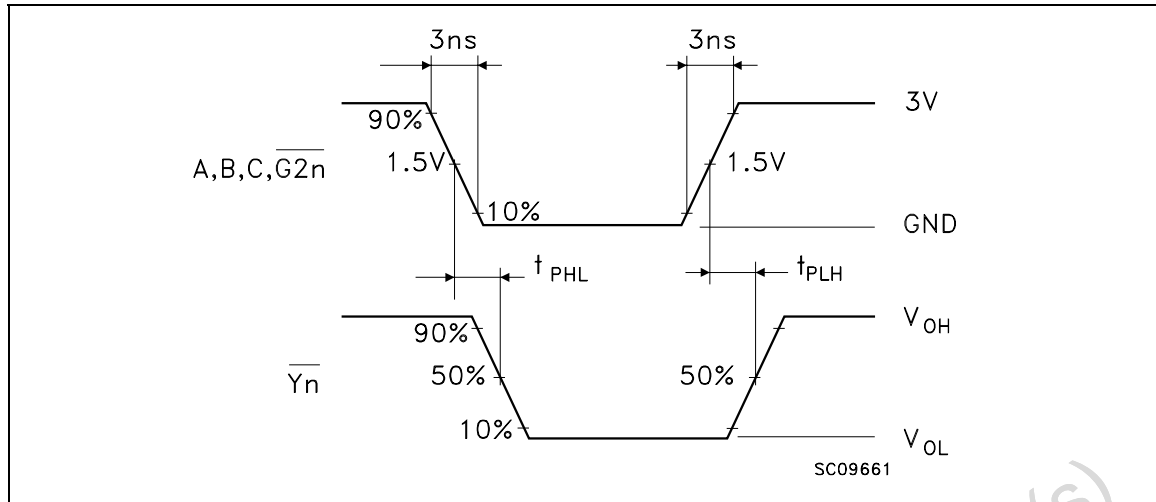 3ns 3ns
90% 3V
A,B,C,G2n 1.5V 1.5V
10% GND
tPHL tPLH
90% VOH
Yn 50% 50%
10% VOL
SC09661
(s)